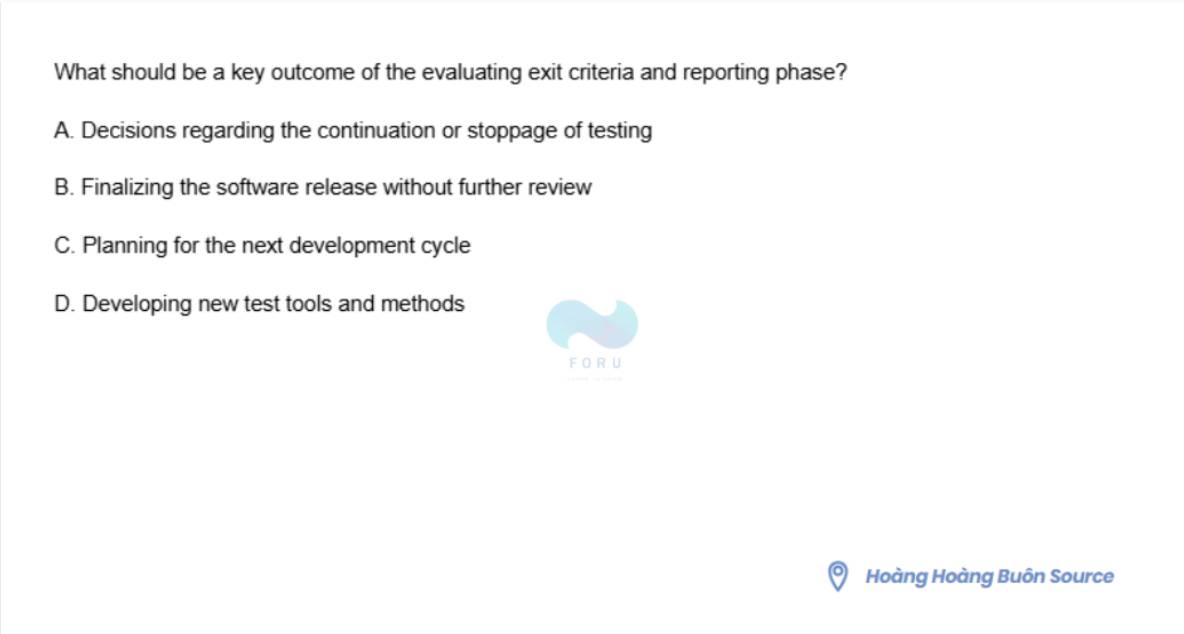 What should be a key outcome of the evaluating exit criteria and reporting phase?
A. Decisions regarding the continuation or stoppage of testing
B. Finalizing the software release without further review
C. Planning for the next development cycle
D. Developing new test tools and methods
FORU
Hoàng Hoàng Buôn Source